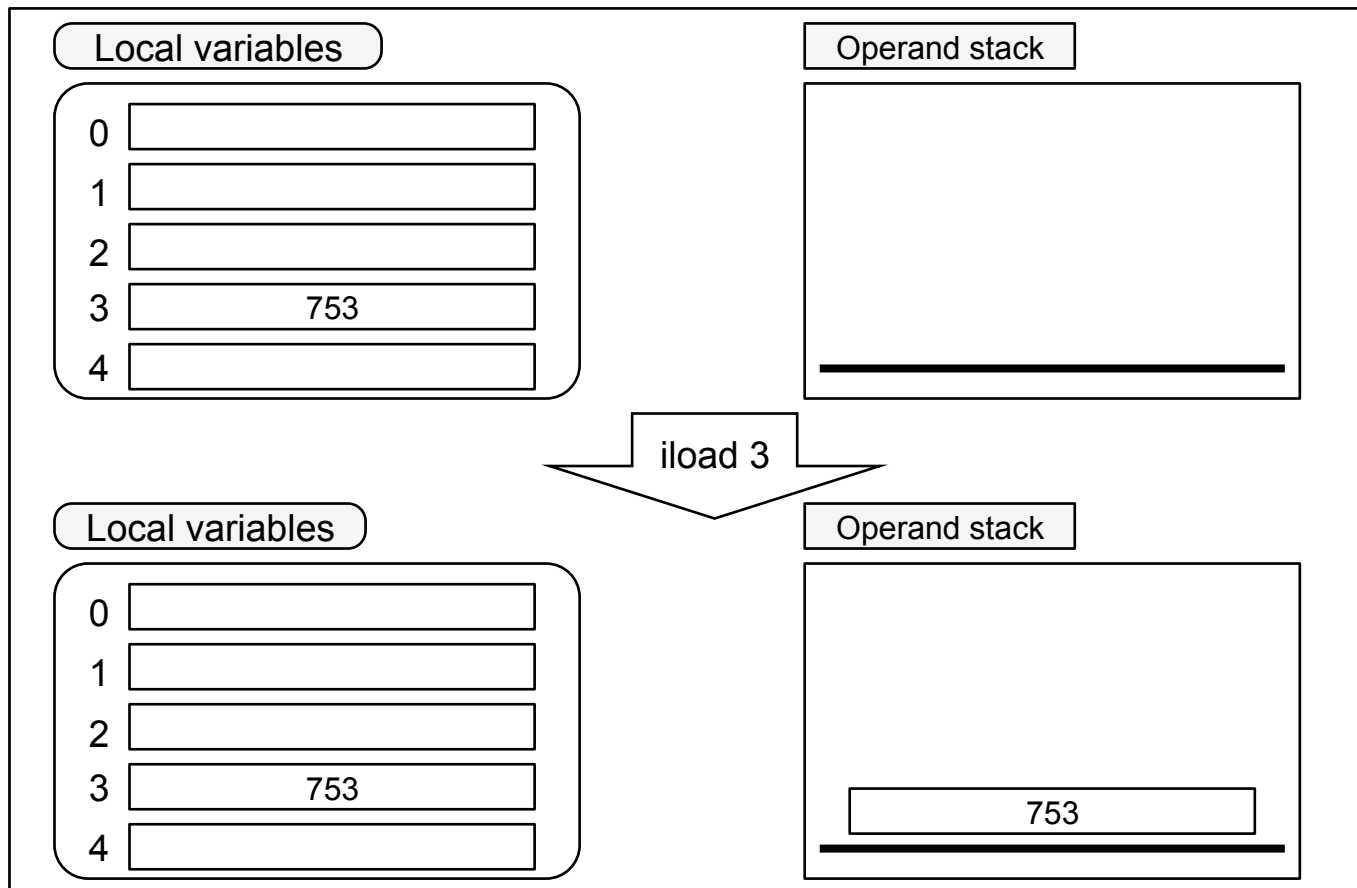 Local variables
Operand stack
0
1
2
3 753
4
iload 3
Local variables
Operand stack
0
1
2
3 753
4
753